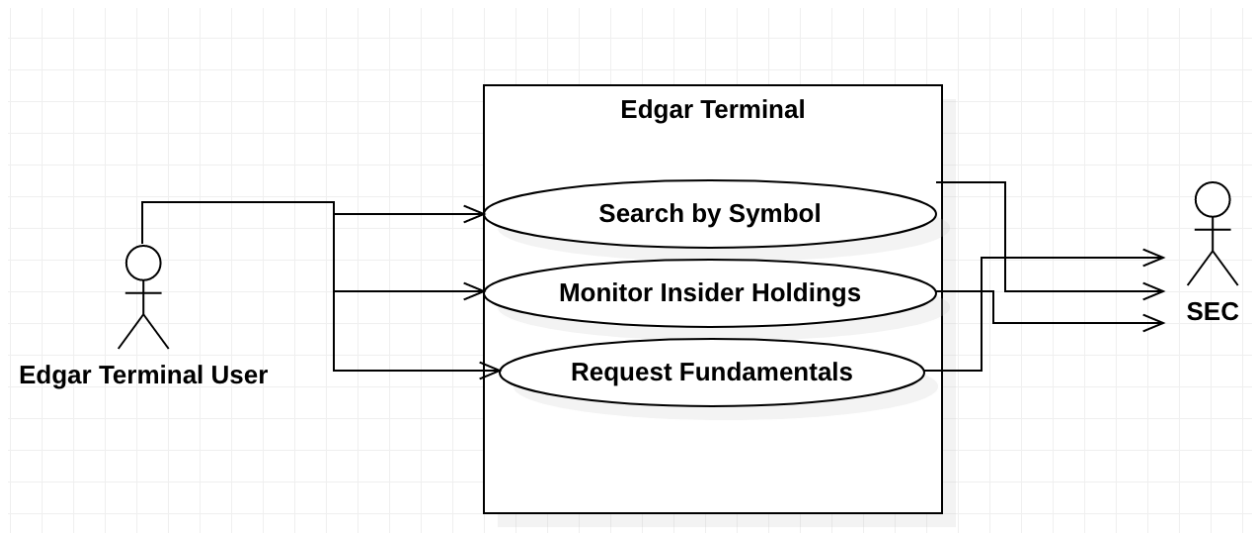 Edgar Terminal
Search by Symbol
Monitor Insider Holdings
SEC
Request Fundamentals
Edgar Terminal User